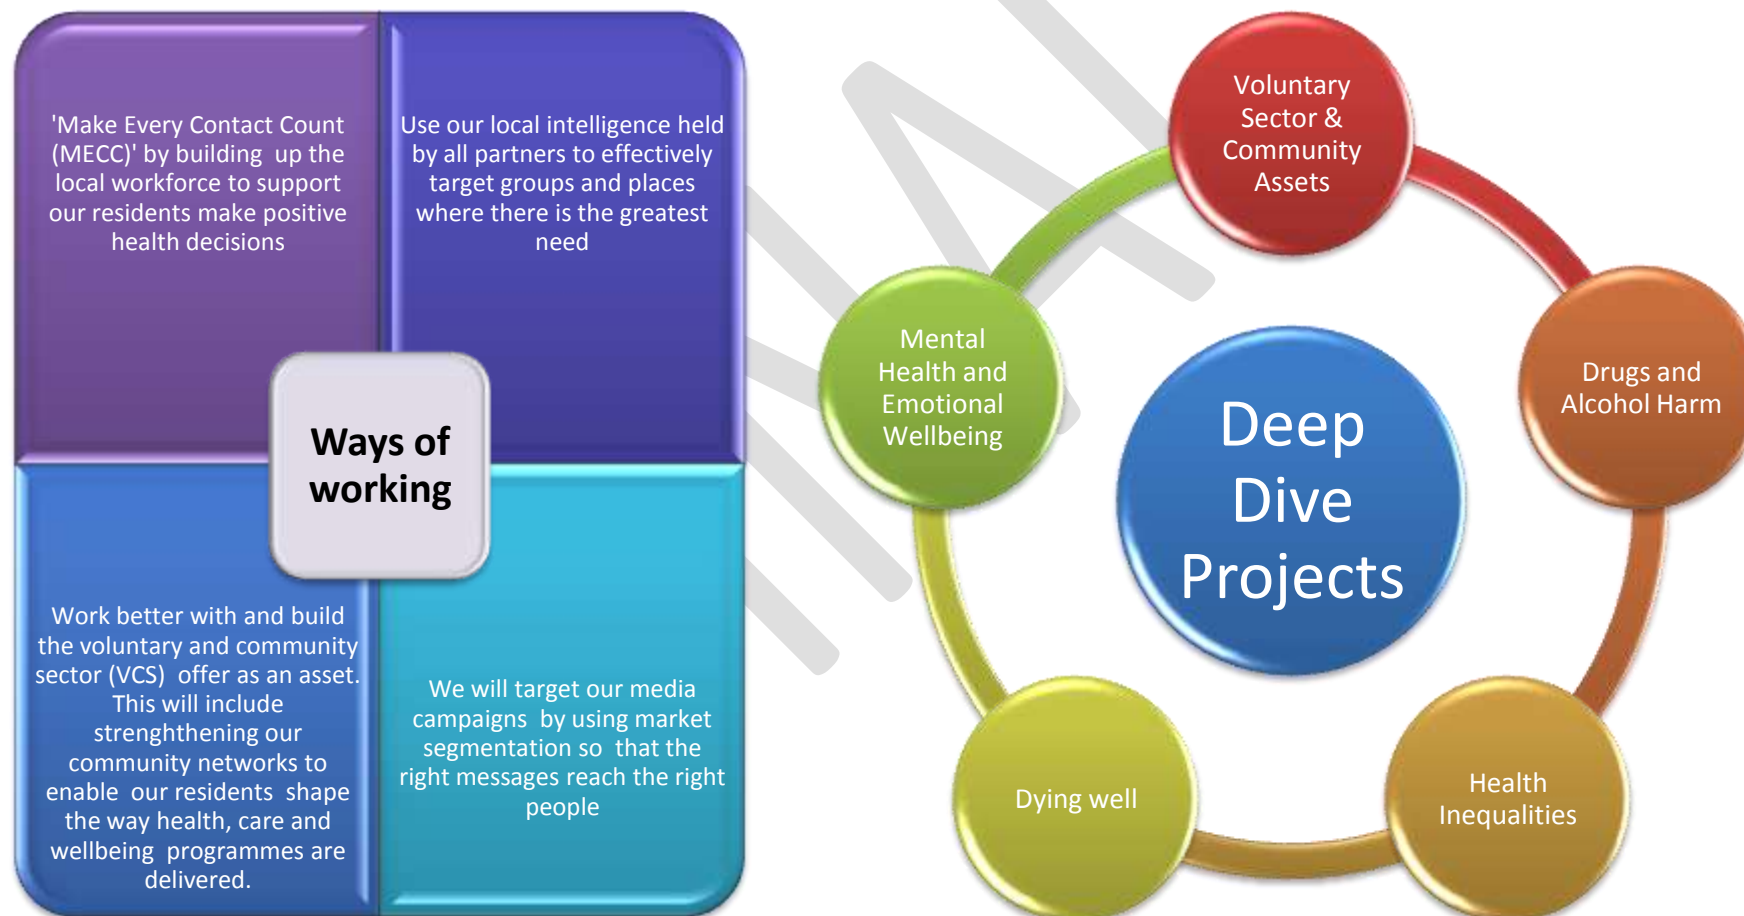 'Make Every Contact Count
(MECC)' by building  up the
local workforce to support
our residents make positive
health decisions
Use our local intelligence held
by all partners to effectively
target groups and places
where there is the greatest
need
Ways of
working
Work better with and build
the voluntary and community
sector (VCS)  offer as an asset.
This will include
strenghthening our
community networks to
enable  our residents  shape
the way health, care and
wellbeing  programmes are
delivered.
We will target our media
campaigns  by using market
segmentation so  that the
right messages reach the right
people
Voluntary
Sector &
Community
Assets
Drugs and
Alcohol Harm
Health
Inequalities
Dying well
Mental
Health and
Emotional
Wellbeing
Deep
Dive
Projects